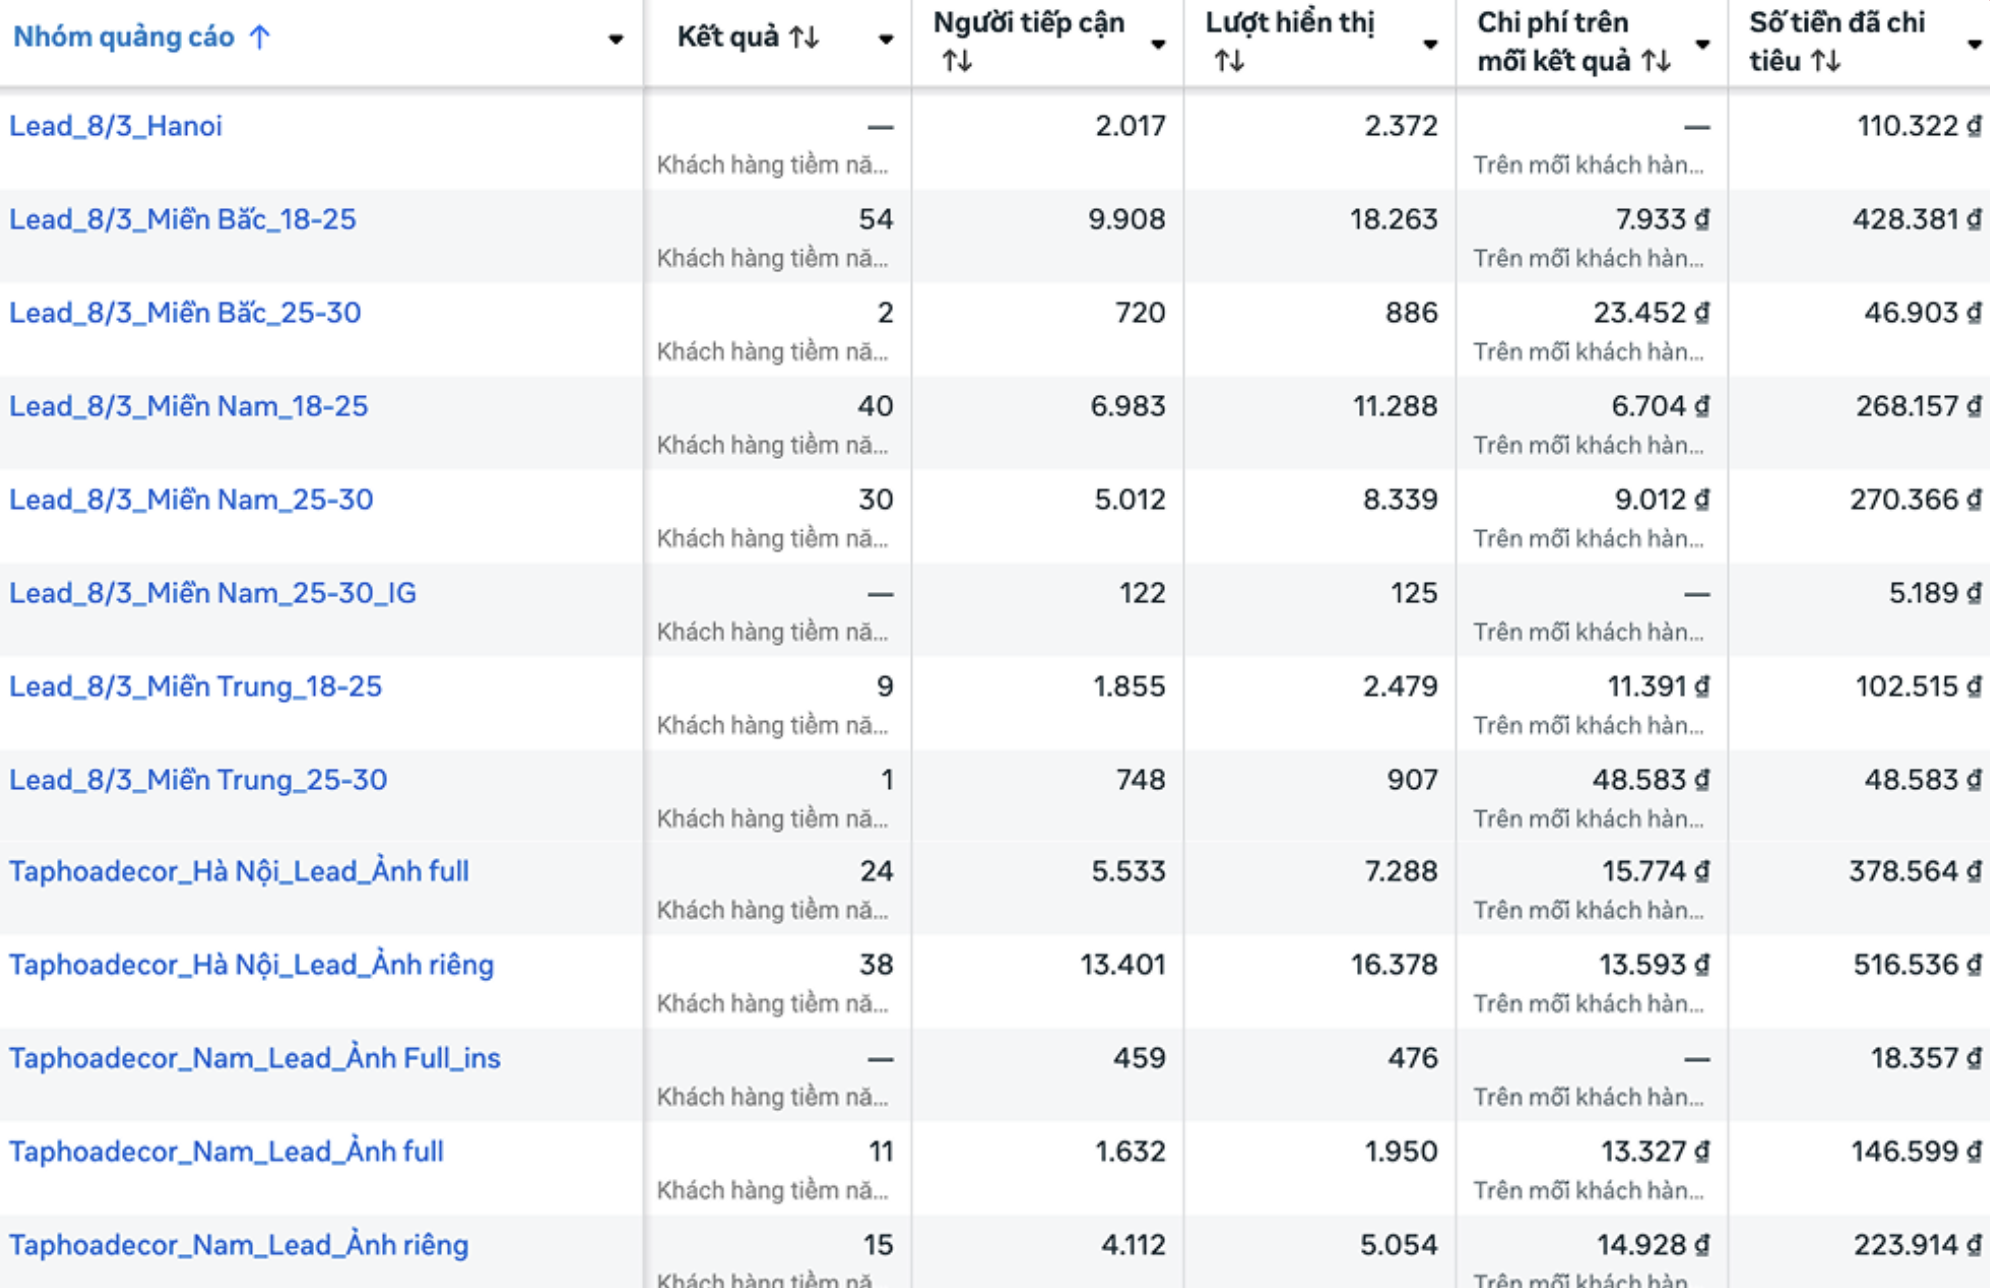 Nhóm quảng cáo ↑ Kết quả ↑↓ Người tiếp cận ↑↓ Lượt hiển thị ↑↓ Chi phí trên mỗi kết quả ↑↓ Số tiền đã chi tiêu ↑↓
Lead_8/3_Hanoi — 2.017 2.372 — 110.322 ₫
Khách hàng tiềm nă... Trên mỗi khách hàn...
Lead_8/3_Miền Bắc_18-25 54 9.908 18.263 7.933 ₫ 428.381 ₫
Khách hàng tiềm nă... Trên mỗi khách hàn...
Lead_8/3_Miền Bắc_25-30 2 720 886 23.452 ₫ 46.903 ₫
Khách hàng tiềm nă... Trên mỗi khách hàn...
Lead_8/3_Miền Nam_18-25 40 6.983 11.288 6.704 ₫ 268.157 ₫
Khách hàng tiềm nă... Trên mỗi khách hàn...
Lead_8/3_Miền Nam_25-30 30 5.012 8.339 9.012 ₫ 270.366 ₫
Khách hàng tiềm nă... Trên mỗi khách hàn...
Lead_8/3_Miền Nam_25-30_IG — 122 125 — 5.189 ₫
Khách hàng tiềm nă... Trên mỗi khách hàn...
Lead_8/3_Miền Trung_18-25 9 1.855 2.479 11.391 ₫ 102.515 ₫
Khách hàng tiềm nă... Trên mỗi khách hàn...
Lead_8/3_Miền Trung_25-30 1 748 907 48.583 ₫ 48.583 ₫
Khách hàng tiềm nă... Trên mỗi khách hàn...
Taphoadecor_Hà Nội_Lead_Ảnh full 24 5.533 7.288 15.774 ₫ 378.564 ₫
Khách hàng tiềm nă... Trên mỗi khách hàn...
Taphoadecor_Hà Nội_Lead_Ảnh riêng 38 13.401 16.378 13.593 ₫ 516.536 ₫
Khách hàng tiềm nă... Trên mỗi khách hàn...
Taphoadecor_Nam_Lead_Ảnh Full_ins — 459 476 — 18.357 ₫
Khách hàng tiềm nă... Trên mỗi khách hàn...
Taphoadecor_Nam_Lead_Ảnh full 11 1.632 1.950 13.327 ₫ 146.599 ₫
Khách hàng tiềm nă... Trên mỗi khách hàn...
Taphoadecor_Nam_Lead_Ảnh riêng 15 4.112 5.054 14.928 ₫ 223.914 ₫
Khách hàng tiềm nă... Trên mỗi khách hàn...